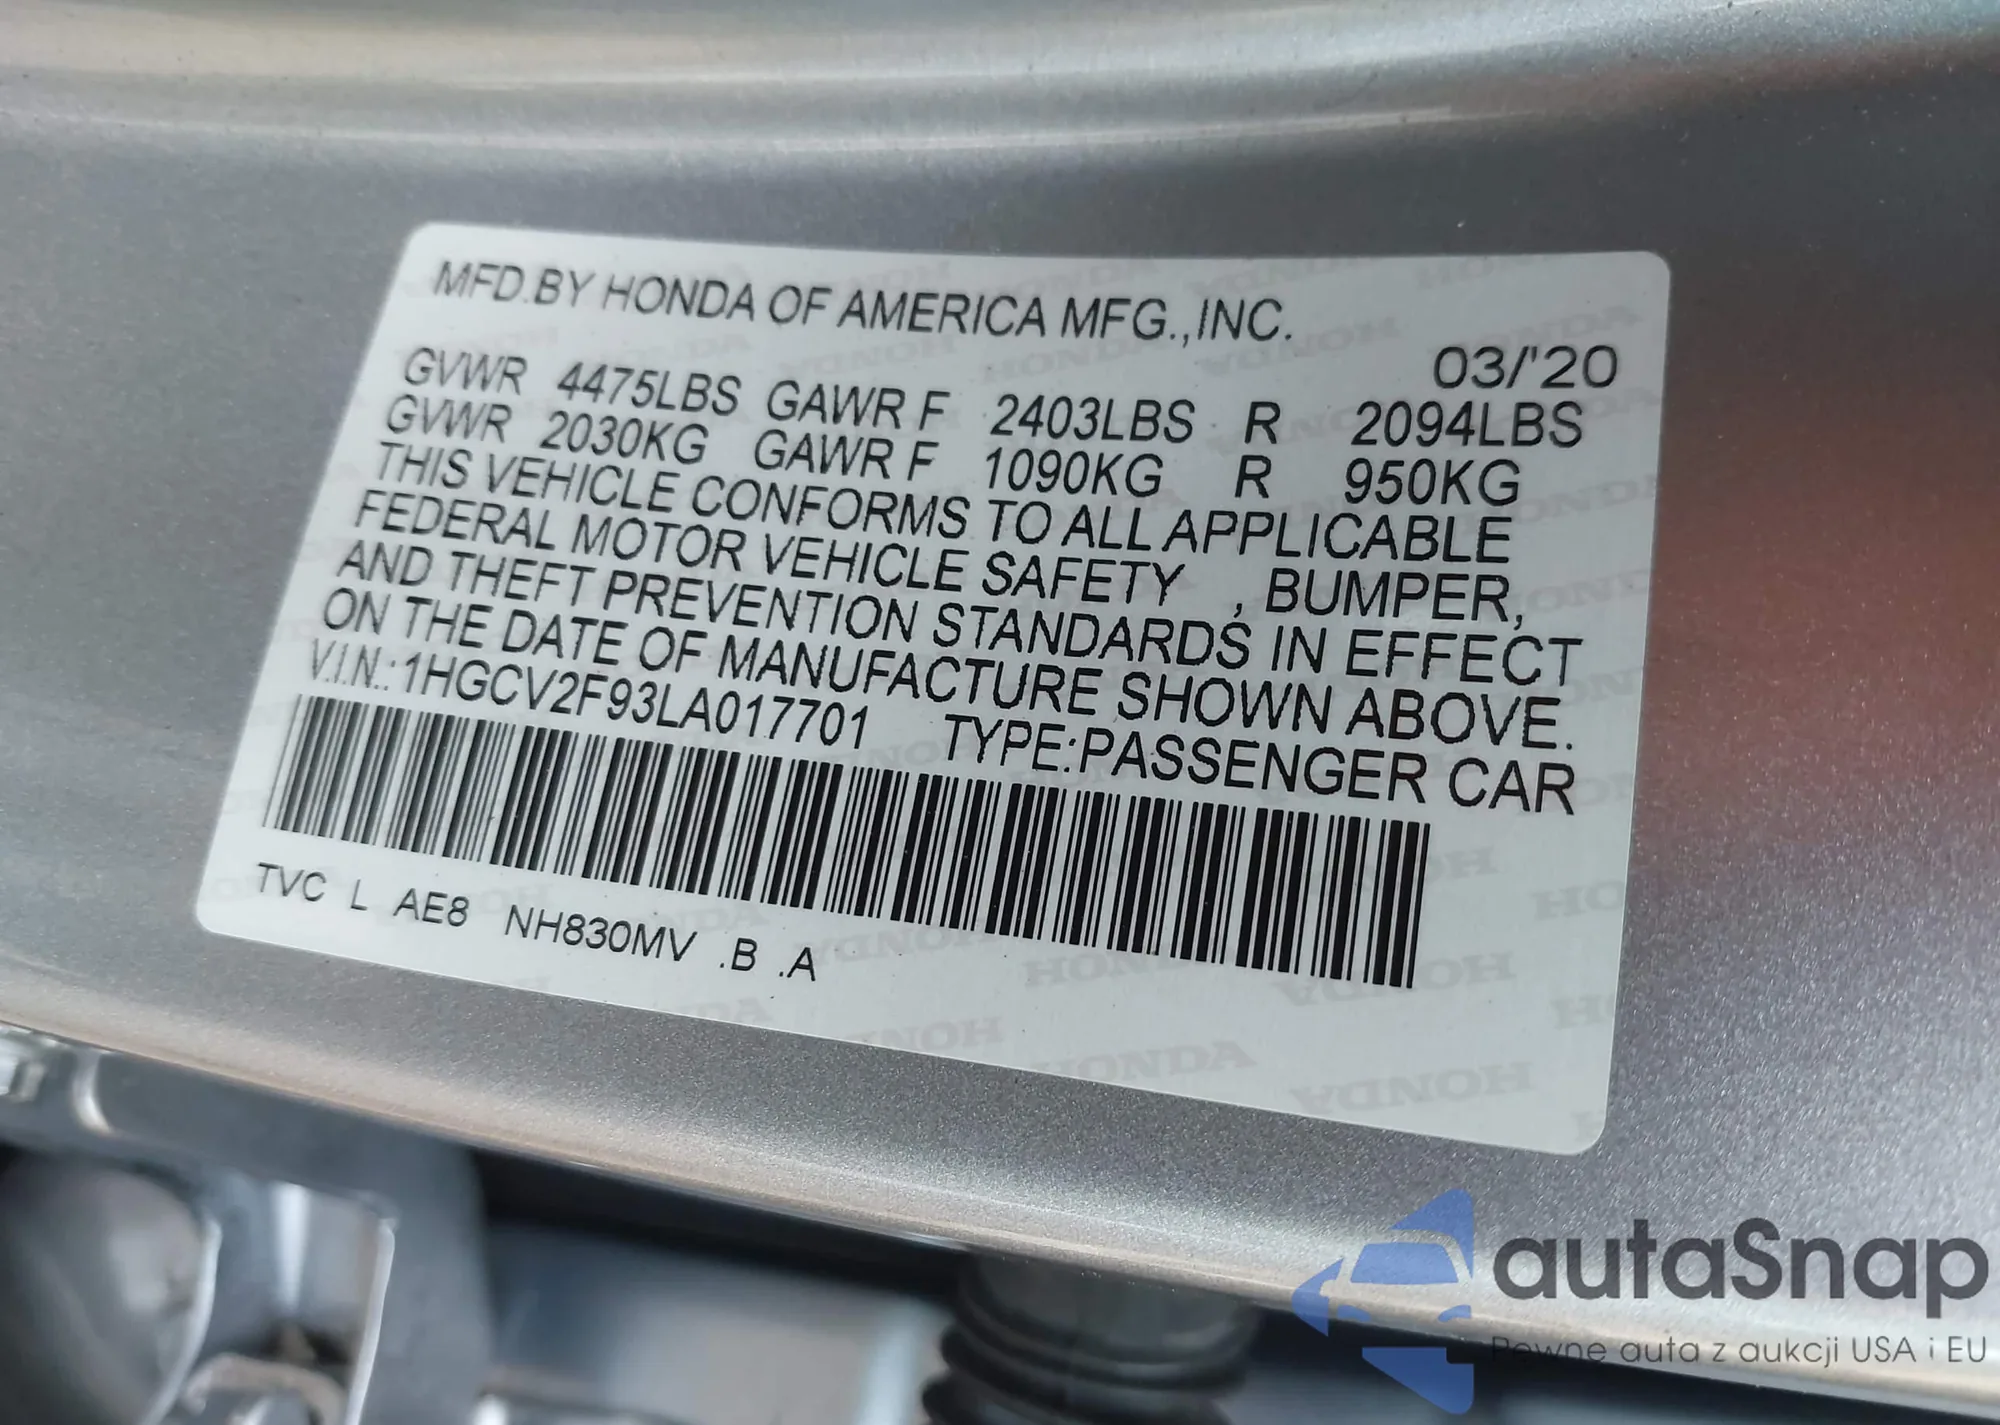 MFD.BY HONDA OF AMERICA MFG.,INC.
03/'20
GVWR 4475LBS GAWR F 2403LBS R 2094LBS
GVWR 2030KG GAWR F 1090KG R 950KG
THIS VEHICLE CONFORMS TO ALL APPLICABLE
FEDERAL MOTOR VEHICLE SAFETY , BUMPER,
AND THEFT PREVENTION STANDARDS IN EFFECT
ON THE DATE OF MANUFACTURE SHOWN ABOVE.
V.I.N.: 1HGCV2F93LA017701 TYPE:PASSENGER CAR
TVC L AE8 NH830MV .B .A
autaSnap
Pewne auta z aukcji USA i EU